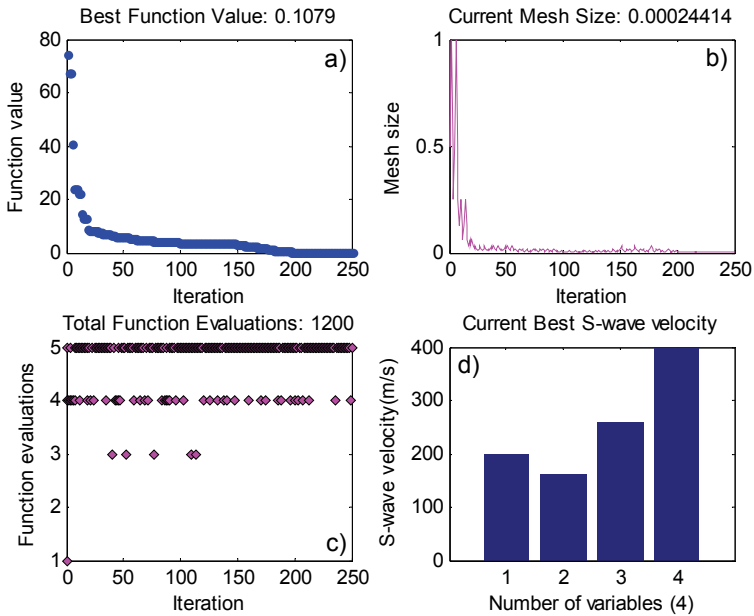 Best Function Value: 0.1079
a)
Function value
80
60
40
20
0
0 50 100 150 200 250
Iteration
Current Mesh Size: 0.00024414
b)
Mesh size
1
0.5
0
0 50 100 150 200 250
Iteration
Total Function Evaluations: 1200
c)
Function evaluations
5
4
3
2
1
0 50 100 150 200 250
Iteration
Current Best S-wave velocity
d)
S-wave velocity(m/s)
400
300
200
100
0
1 2 3 4
Number of variables (4)